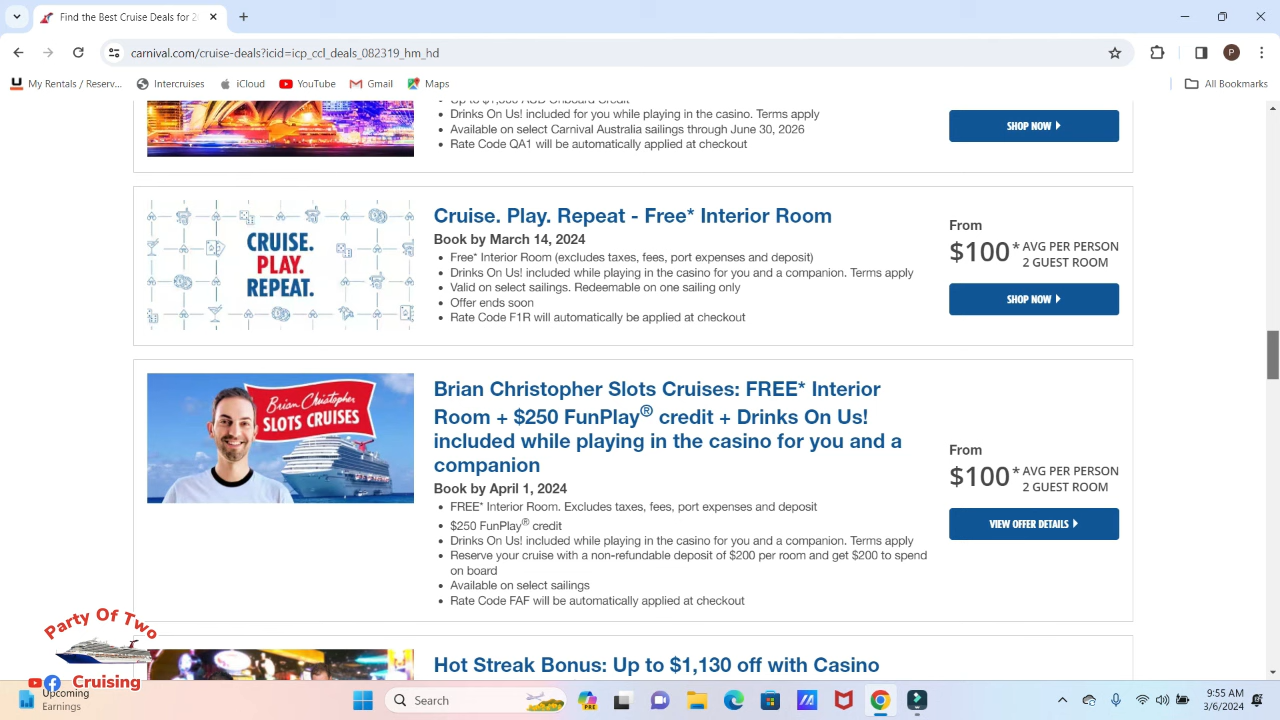 Find
carnival.com/cruise-deals?icid=icp_ccl_deals_082319_hm_hd
P
My Rentals / Reserv...
Intercruises
iCloud
YouTube
Gmail
Maps
All Bookmarks
Drinks On Us! included for you while playing in the casino. Terms apply
Available on select Carnival Australia sailings through June 30, 2026
Rate Code QA1 will be automatically applied at checkout
SHOP NOW
CRUISE.
PLAY.
REPEAT.
Cruise. Play. Repeat - Free* Interior Room
Book by March 14, 2024
Free* Interior Room (excludes taxes, fees, port expenses and deposit)
Drinks On Us! included while playing in the casino for you and a companion. Terms apply
Valid on select sailings. Redeemable on one sailing only
Offer ends soon
Rate Code F1R will automatically be applied at checkout
From
$100* AVG PER PERSON
2 GUEST ROOM
SHOP NOW
Brian Christopher
SLOTS CRUISES
Brian Christopher Slots Cruises: FREE* Interior
Room + $250 FunPlay® credit + Drinks On Us!
included while playing in the casino for you and a
companion
Book by April 1, 2024
FREE* Interior Room. Excludes taxes, fees, port expenses and deposit
$250 FunPlay® credit
Drinks On Us! included while playing in the casino for you and a companion. Terms apply
Reserve your cruise with a non-refundable deposit of $200 per room and get $200 to spend
on board
Available on select sailings
Rate Code FAF will be automatically applied at checkout
From
$100* AVG PER PERSON
2 GUEST ROOM
VIEW OFFER DETAILS
Hot Streak Bonus: Up to $1,130 off with Casino
Party Of Two
Cruising
Upcoming
Earnings
Search
PRE
9:55 AM
3/6/2024